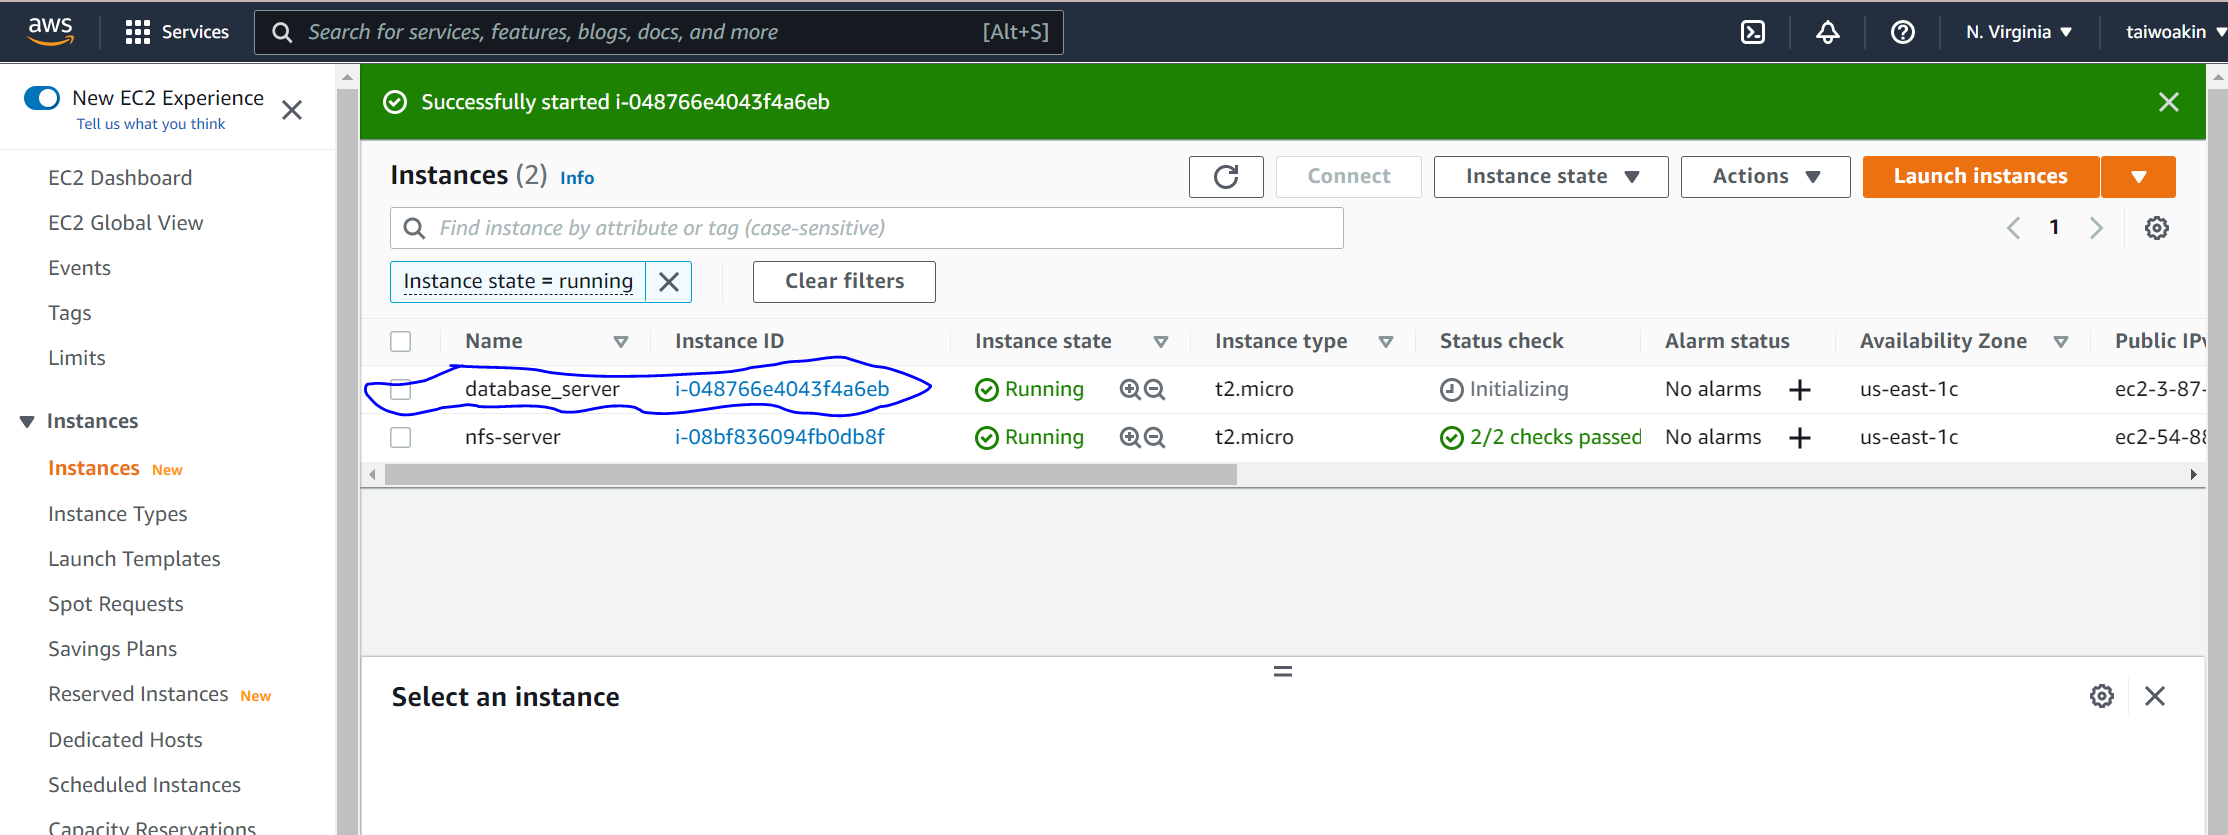 aws Services Search for services, features, blogs, docs, and more [Alt+S] N. Virginia taiwoakin
New EC2 Experience
Tell us what you think
EC2 Dashboard
EC2 Global View
Events
Tags
Limits
Instances
Instances New
Instance Types
Launch Templates
Spot Requests
Savings Plans
Reserved Instances New
Dedicated Hosts
Scheduled Instances
Capacity Reservations
Successfully started i-048766e4043f4a6eb
Instances (2) Info Connect Instance state Actions Launch instances
Find instance by attribute or tag (case-sensitive) 1
Instance state = running Clear filters
Name Instance ID Instance state Instance type Status check Alarm status Availability Zone Public IPv
database_server i-048766e4043f4a6eb Running t2.micro Initializing No alarms us-east-1c ec2-3-87-
nfs-server i-08bf836094fb0db8f Running t2.micro 2/2 checks passed No alarms us-east-1c ec2-54-88
Select an instance